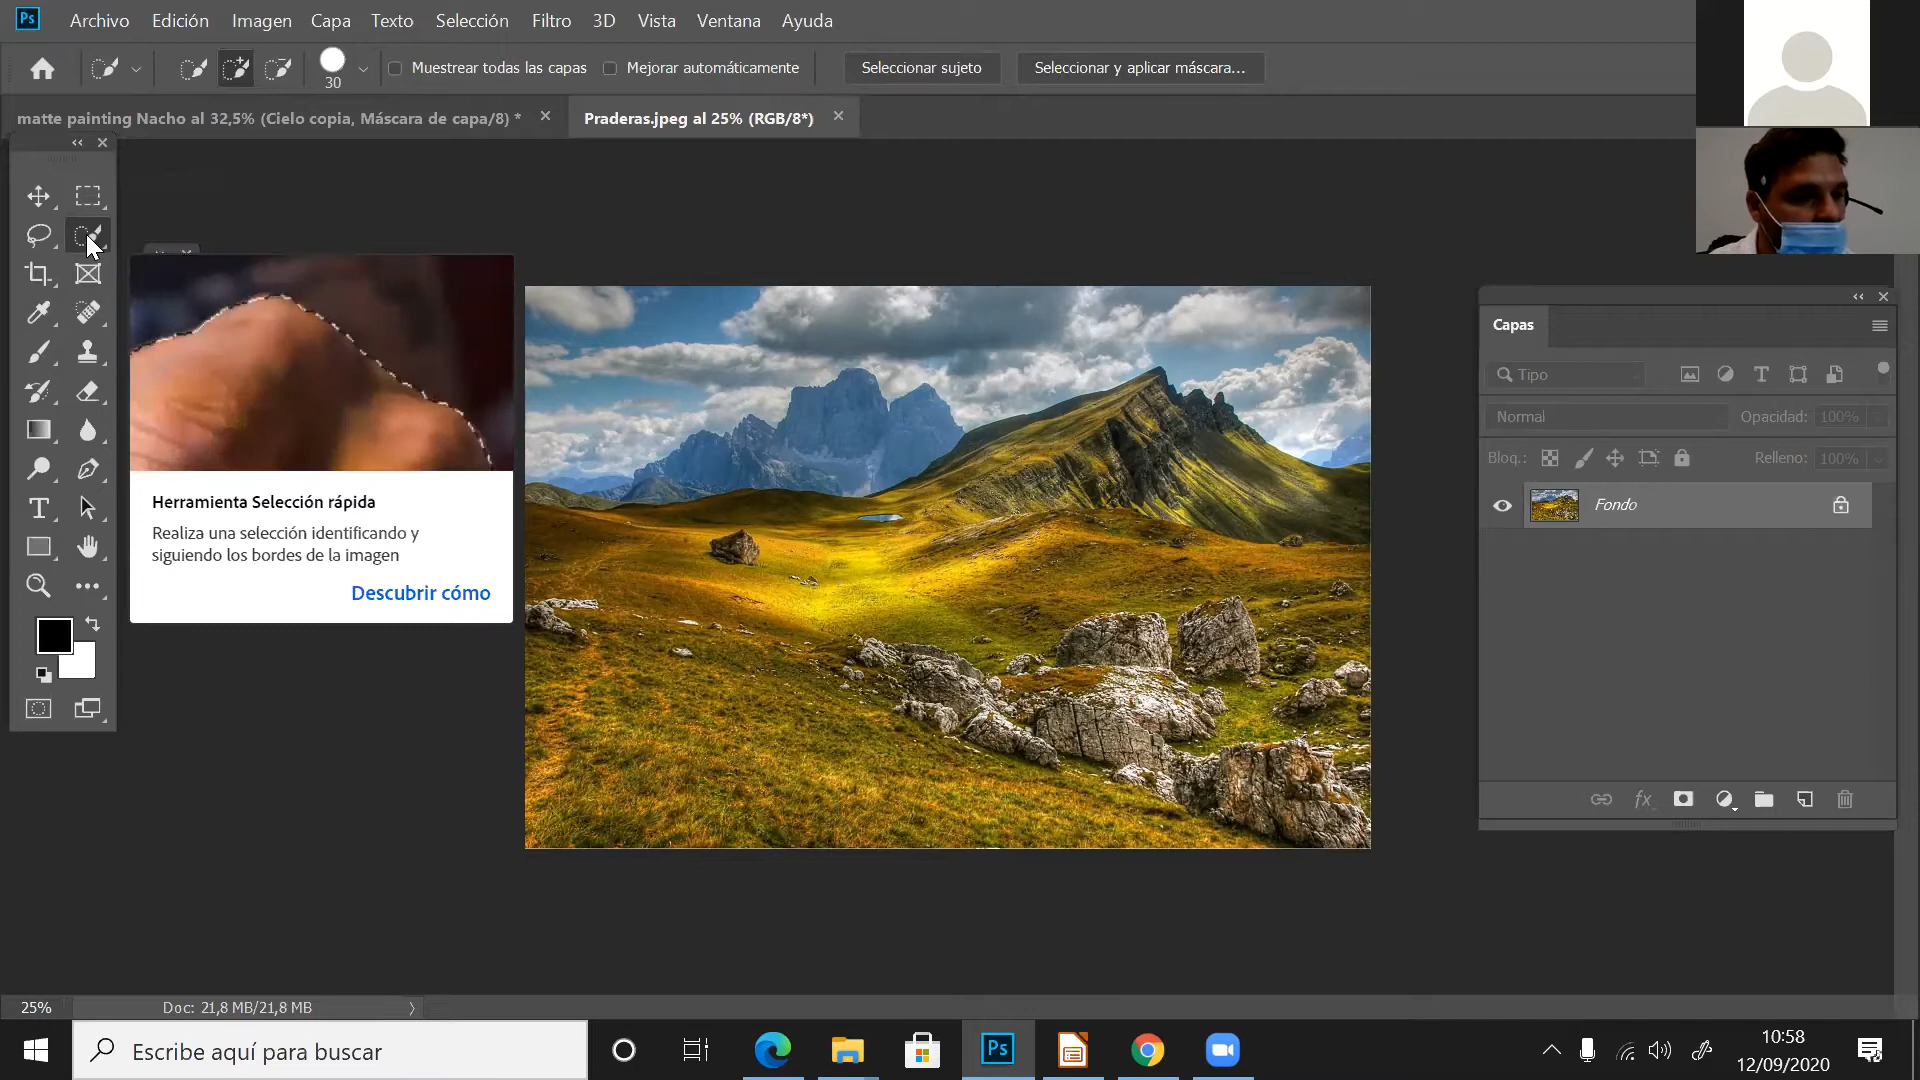 Ps
Archivo Edición Imagen Capa Texto Selección Filtro 3D Vista Ventana Ayuda
30
Muestrear todas las capas
Mejorar automáticamente
Seleccionar sujeto
Seleccionar y aplicar máscara...
matte painting Nacho al 32,5% (Cielo copia, Máscara de capa/8) *
Praderas.jpeg al 25% (RGB/8*)
Herramienta Selección rápida
Realiza una selección identificando y
siguiendo los bordes de la imagen
Descubrir cómo
Capas
Tipo
Normal
Opacidad: 100%
Bloq.:
Relleno: 100%
fx
Fondo
25%
Doc: 21,8 MB/21,8 MB
Escribe aquí para buscar
Ps
10:58
12/09/2020